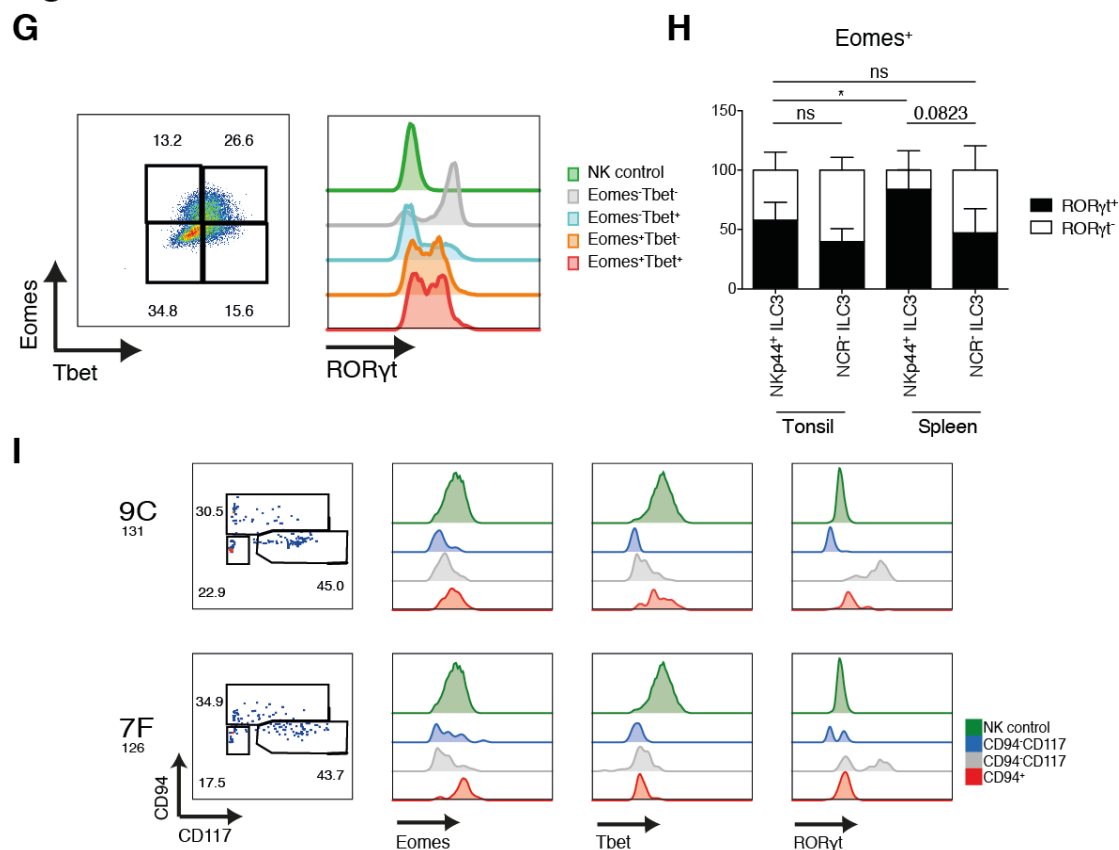 G
13.2 26.6
34.8 15.6
Eomes
Tbet
RORγt
NK control
Eomes⁻Tbet⁻
Eomes⁻Tbet⁺
Eomes⁺Tbet⁻
Eomes⁺Tbet⁺
H
Eomes⁺
ns
*
ns 0.0823
150
100
50
0
RORγt⁺
RORγt⁻
NKp44⁺ ILC3
NCR⁻ ILC3
NKp44⁺ ILC3
NCR⁻ ILC3
Tonsil Spleen
I
9C
131
30.5
22.9 45.0
7F
126
34.9
17.5 43.7
CD94
CD117
Eomes
Tbet
RORγt
NK control
CD94⁻CD117
CD94⁻CD117
CD94⁺